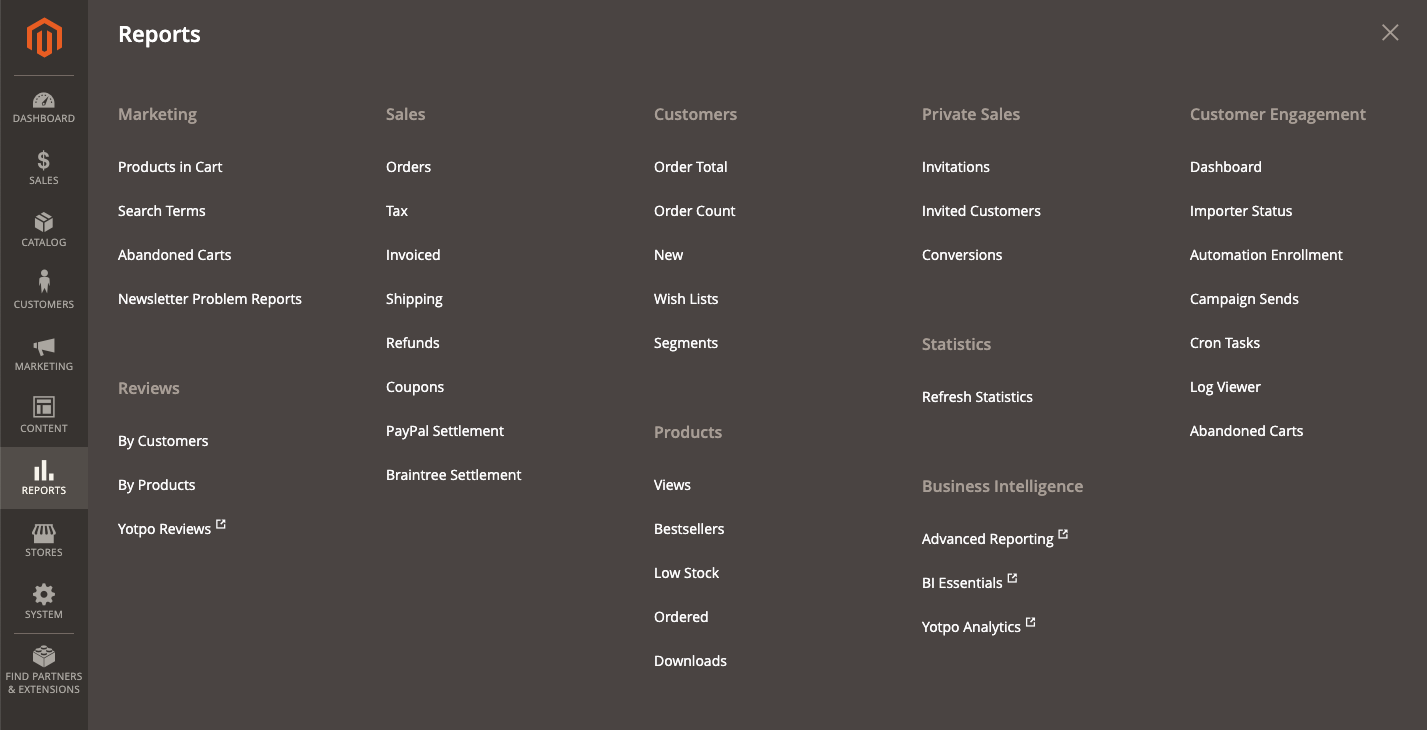 DASHBOARD
SALES
CATALOG
CUSTOMERS
MARKETING
CONTENT
REPORTS
STORES
SYSTEM
FIND PARTNERS
& EXTENSIONS
Reports
Marketing
Products in Cart
Search Terms
Abandoned Carts
Newsletter Problem Reports
Reviews
By Customers
By Products
Yotpo Reviews
Sales
Orders
Tax
Invoiced
Shipping
Refunds
Coupons
PayPal Settlement
Braintree Settlement
Customers
Order Total
Order Count
New
Wish Lists
Segments
Products
Views
Bestsellers
Low Stock
Ordered
Downloads
Private Sales
Invitations
Invited Customers
Conversions
Statistics
Refresh Statistics
Business Intelligence
Advanced Reporting
BI Essentials
Yotpo Analytics
Customer Engagement
Dashboard
Importer Status
Automation Enrollment
Campaign Sends
Cron Tasks
Log Viewer
Abandoned Carts